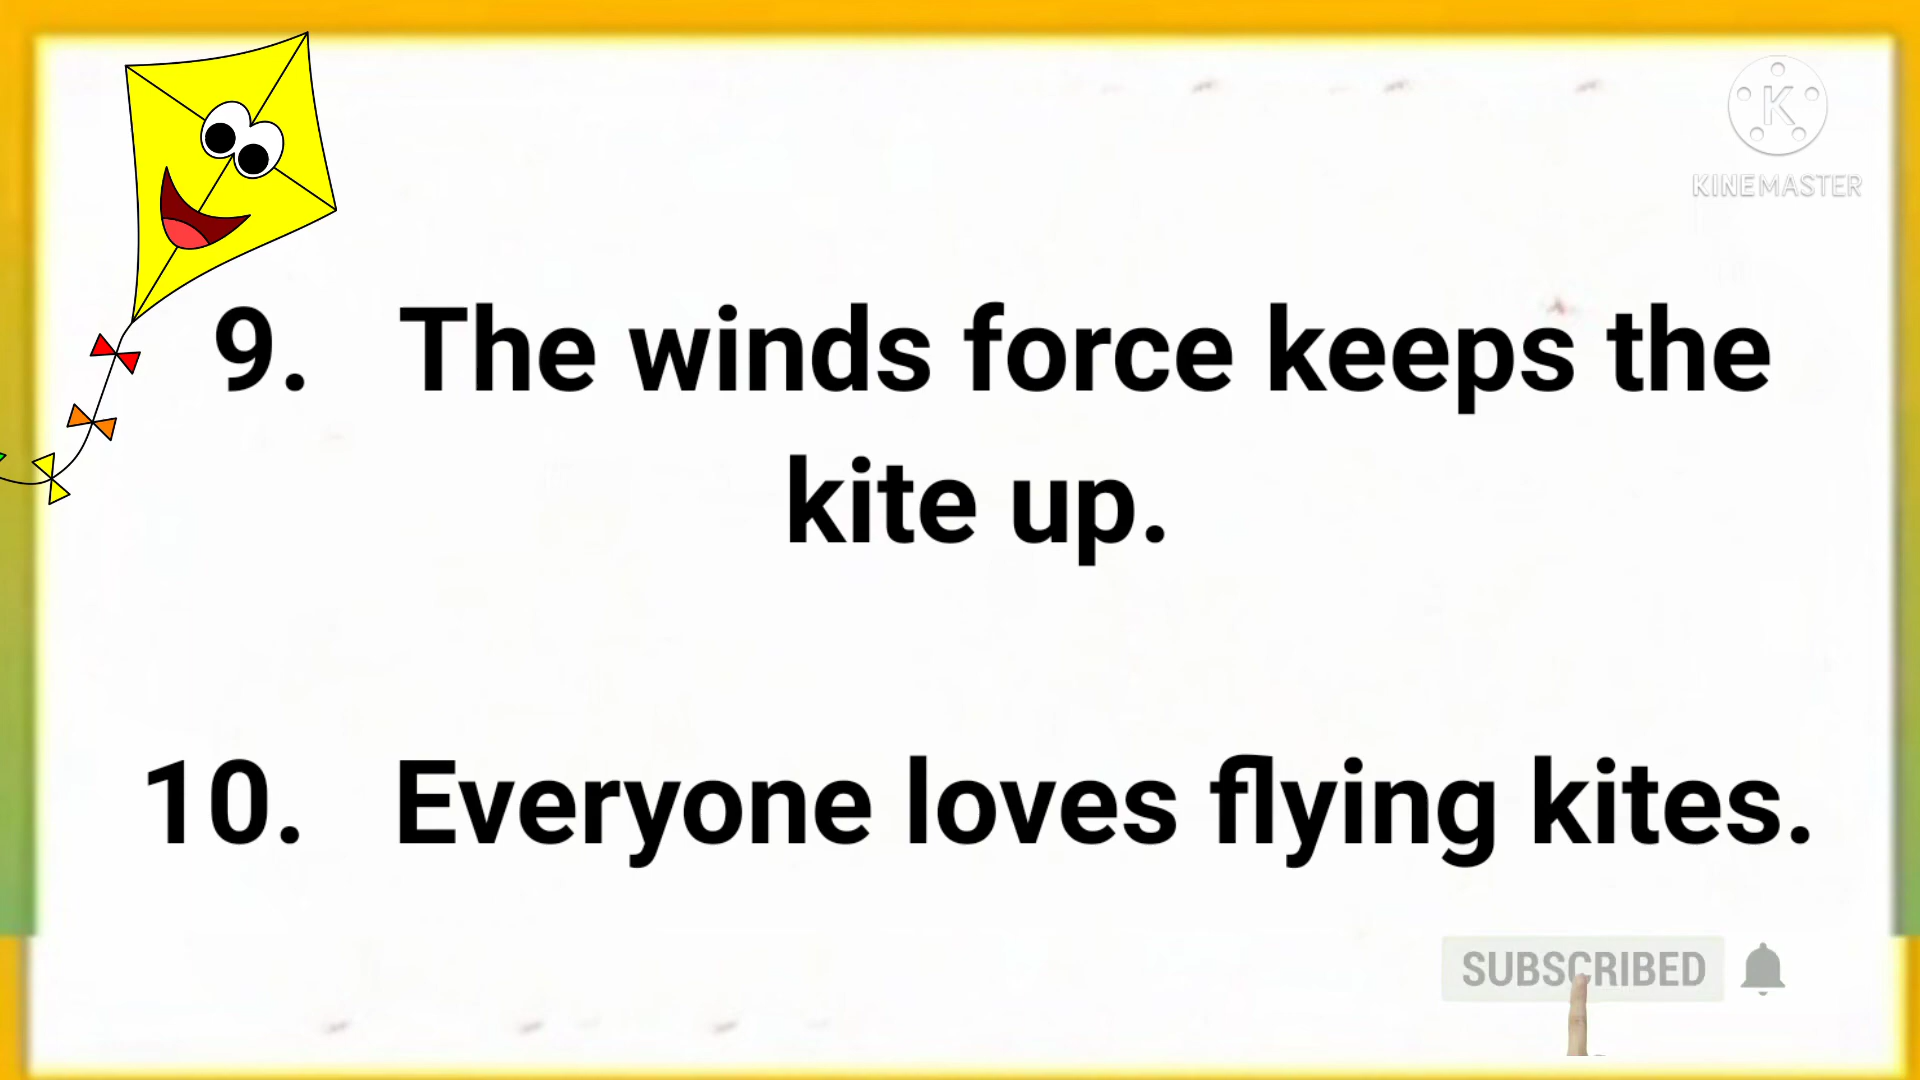 K
KINEMASTER
9. The winds force keeps the
kite up.
10. Everyone loves flying kites.
SUBSCRIBED